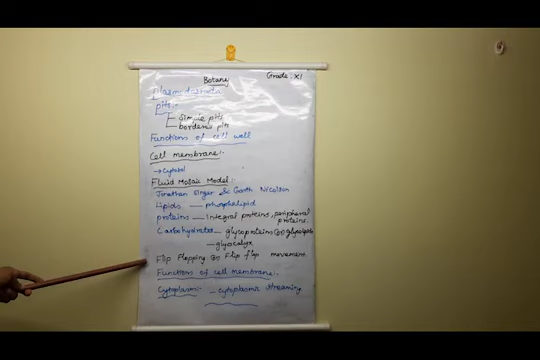 Botany
Grade: XI
plasmodesmata
pits:-
simple pits
bordered pits
Functions of cell wall
Cell membrane:-
→ Cytosol
Fluid Mosaic Model:-
Jonathan Singer & Garth Nicolson
Lipids — phospholipid
proteins — Integral proteins, peripheral
proteins.
Carbohydrates — glycoproteins (or) glycolipids
— glycocalyx
Flip Flopping (or) Flip flop movement
Functions of cell membrane:-
Cytoplasm:- – cytoplasmic streaming